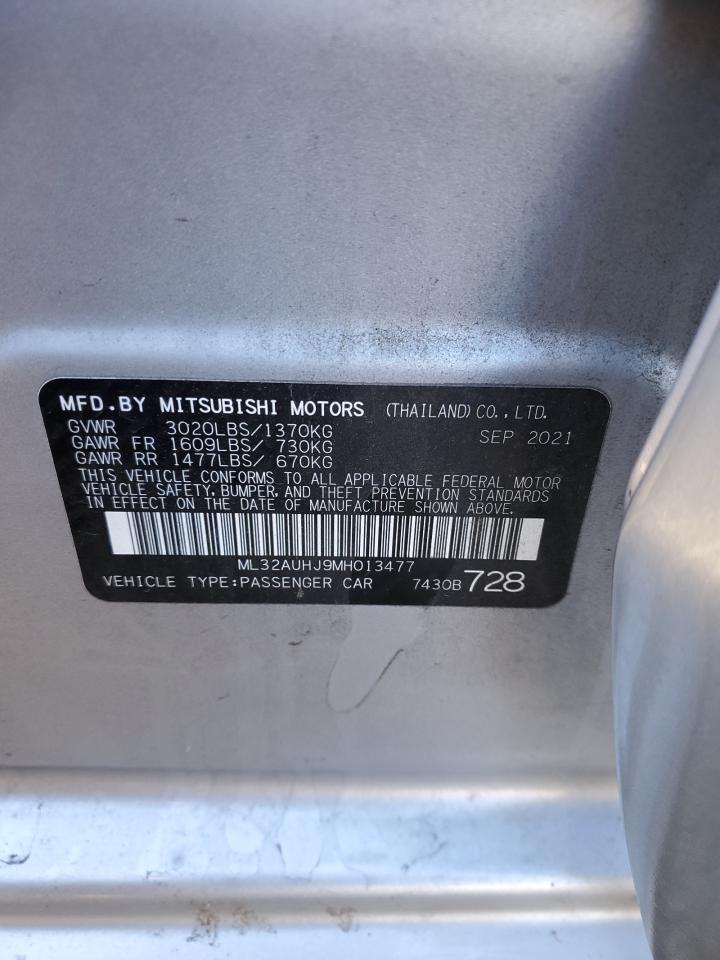 MFD.BY MITSUBISHI MOTORS (THAILAND) CO., LTD.
GVWR 3020LBS/1370KG SEP 2021
GAWR FR 1609LBS/ 730KG
GAWR RR 1477LBS/ 670KG
THIS VEHICLE CONFORMS TO ALL APPLICABLE FEDERAL MOTOR
VEHICLE SAFETY, BUMPER, AND THEFT PREVENTION STANDARDS
IN EFFECT ON THE DATE OF MANUFACTURE SHOWN ABOVE.
ML32AUHJ9MH013477
VEHICLE TYPE:PASSENGER CAR 7430B 728